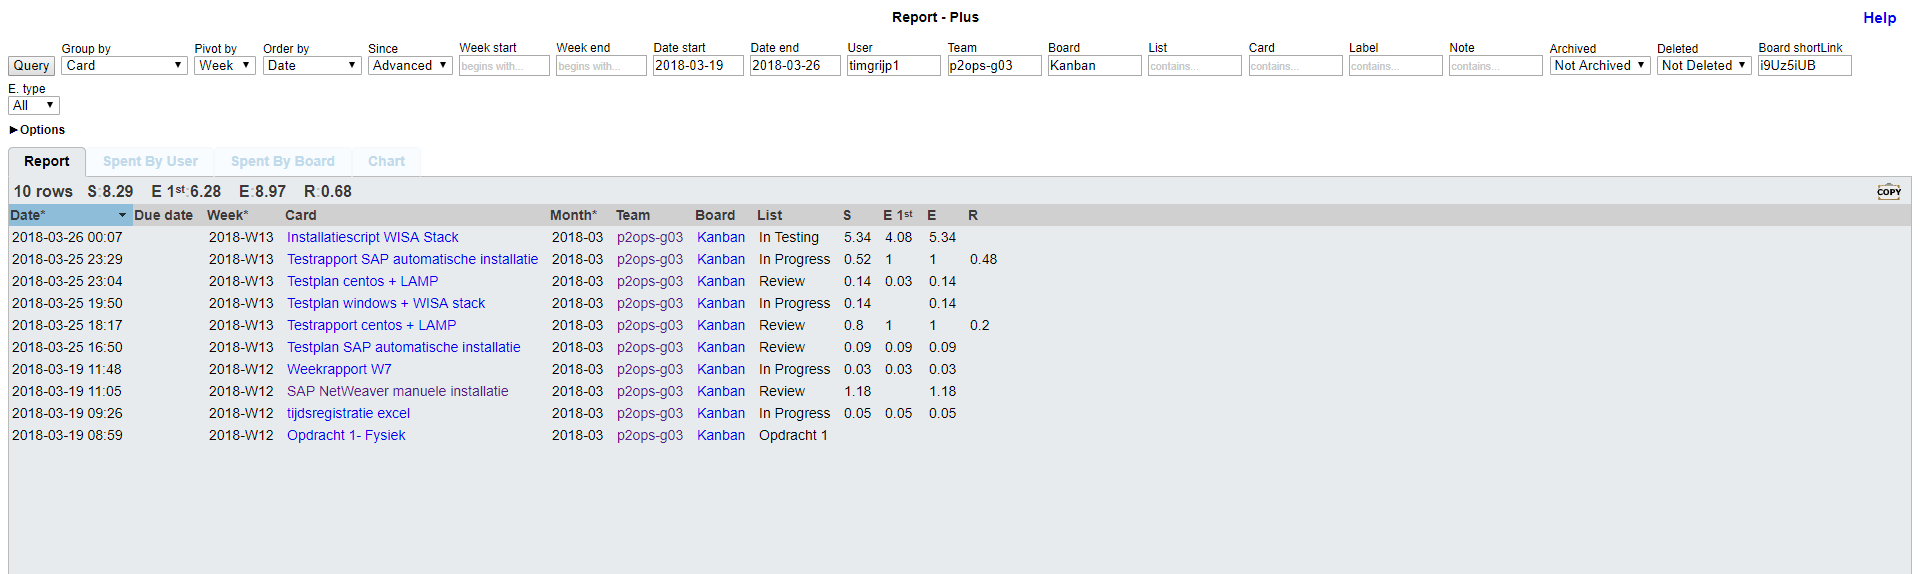 Report - Plus
Help
Query Group by Card Pivot by Week Order by Date Since Advanced Week start begins with... Week end begins with... Date start 2018-03-19 Date end 2018-03-26 User timgrijp1 Team p2ops-g03 Board Kanban List contains... Card contains... Label contains... Note contains... Archived Not Archived Deleted Not Deleted Board shortLink i9Uz5iUB
E. type
All
Options
Report Spent By User Spent By Board Chart
10 rows S:8.29 E 1st:6.28 E:8.97 R:0.68 COPY
Date* Due date Week* Card Month* Team Board List S E 1st E R
2018-03-26 00:07 2018-W13 Installatiescript WISA Stack 2018-03 p2ops-g03 Kanban In Testing 5.34 4.08 5.34
2018-03-25 23:29 2018-W13 Testrapport SAP automatische installatie 2018-03 p2ops-g03 Kanban In Progress 0.52 1 1 0.48
2018-03-25 23:04 2018-W13 Testplan centos + LAMP 2018-03 p2ops-g03 Kanban Review 0.14 0.03 0.14
2018-03-25 19:50 2018-W13 Testplan windows + WISA stack 2018-03 p2ops-g03 Kanban In Progress 0.14 0.14
2018-03-25 18:17 2018-W13 Testrapport centos + LAMP 2018-03 p2ops-g03 Kanban Review 0.8 1 1 0.2
2018-03-25 16:50 2018-W13 Testplan SAP automatische installatie 2018-03 p2ops-g03 Kanban Review 0.09 0.09 0.09
2018-03-19 11:48 2018-W12 Weekrapport W7 2018-03 p2ops-g03 Kanban In Progress 0.03 0.03 0.03
2018-03-19 11:05 2018-W12 SAP NetWeaver manuele installatie 2018-03 p2ops-g03 Kanban Review 1.18 1.18
2018-03-19 09:26 2018-W12 tijdsregistratie excel 2018-03 p2ops-g03 Kanban In Progress 0.05 0.05 0.05
2018-03-19 08:59 2018-W12 Opdracht 1- Fysiek 2018-03 p2ops-g03 Kanban Opdracht 1